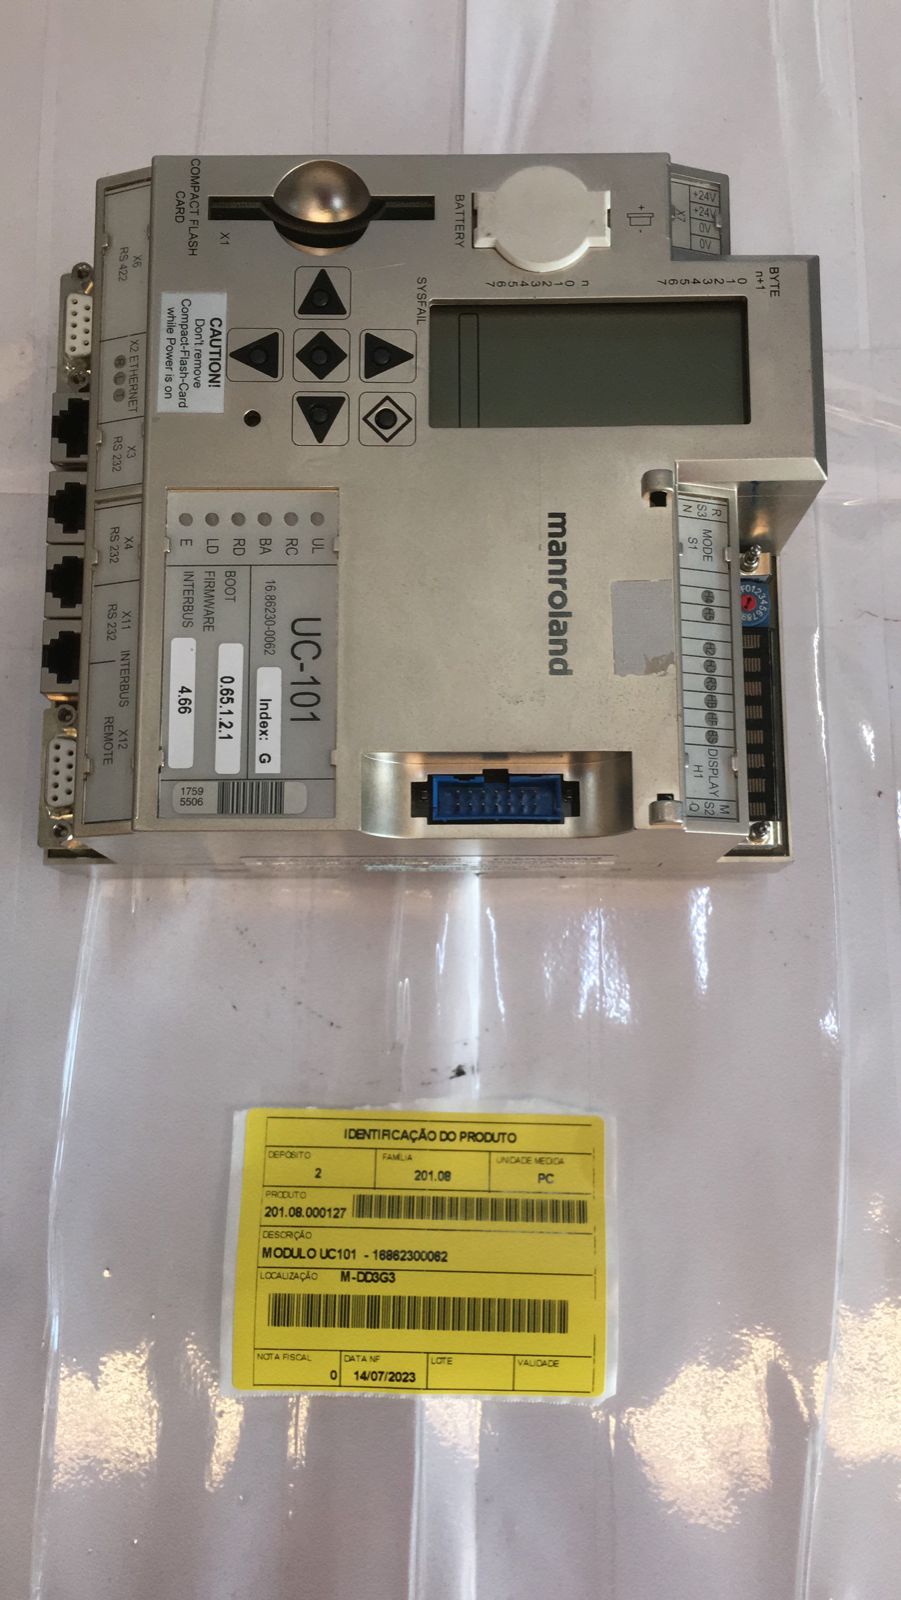 COMPACT FLASH
CARD
X1
BATTERY
+ -
X7
+24V
+24V
0V
0V
BYTE
n+1
0
1
2
3
4
5
6
7
n
0
1
2
3
4
5
6
7
SYSFAIL
X6
RS 422
X2 ETHERNET
X3
RS 232
X4
RS 232
X11
RS 232
INTERBUS
X12
REMOTE
CAUTION!
Don't remove
Compact-Flash-Card
while Power is on
UL
RC
BA
RD
LD
E
UC-101
16.86230-0062
Index: G
BOOT
FIRMWARE
0.65.1.2.1
INTERBUS
4.66
1759
5506
manroland
R
S3
N
MODE
S1
DISPLAY
H1
M
S2
Q
IDENTIFICAÇÃO DO PRODUTO
DEPÓSITO
2
FAMÍLIA
201.08
UNIDADE MEDIDA
PC
PRODUTO
201.08.000127
DESCRIÇÃO
MODULO UC101 - 16862300062
LOCALIZAÇÃO M-DD3G3
NOTA FISCAL
0
DATA NF
14/07/2023
LOTE
VALIDADE